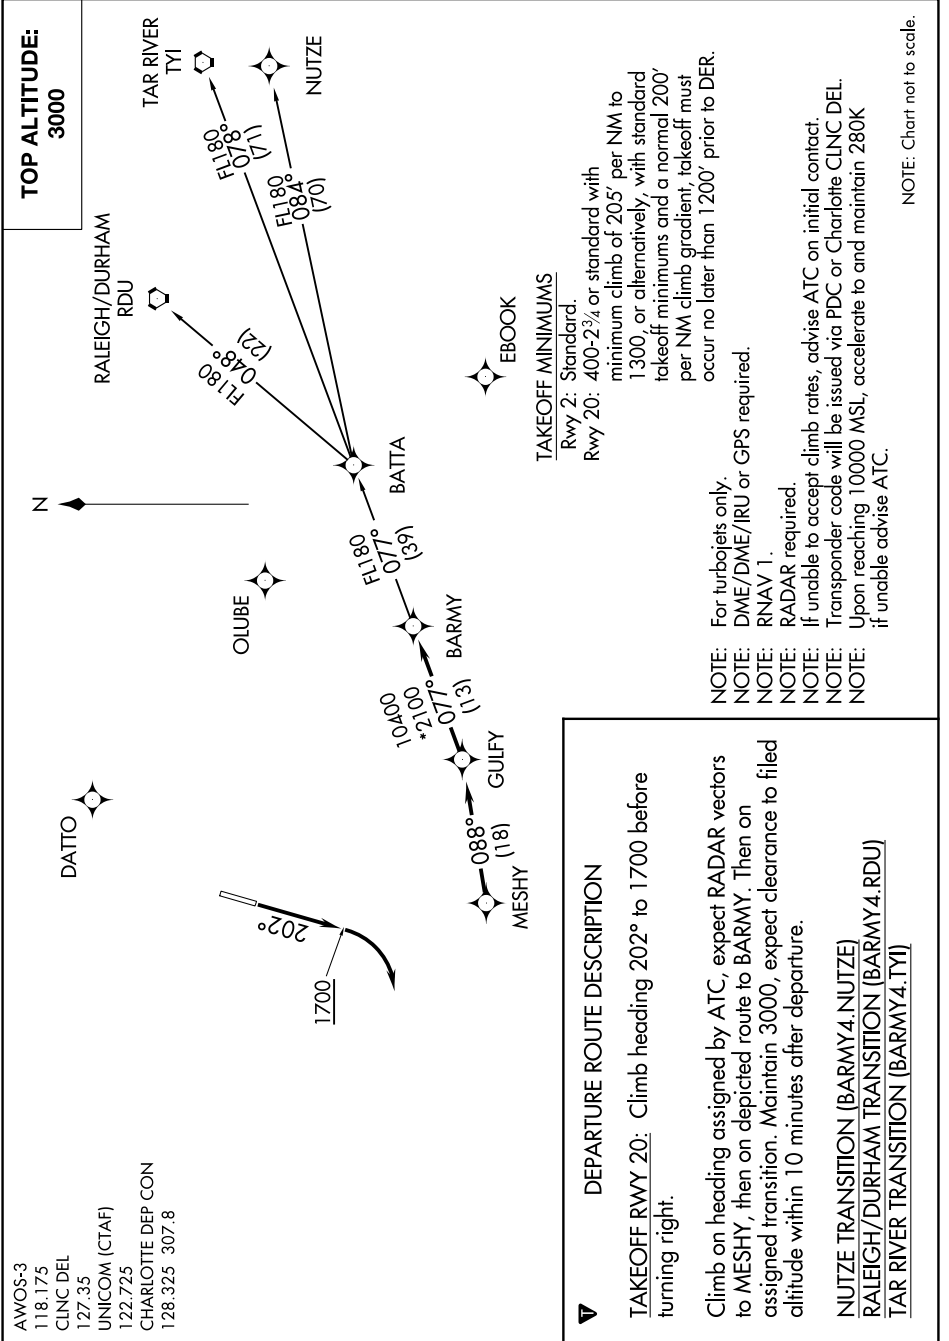 AWOS-3
118.175
CLNC DEL
127.35
UNICOM (CTAF)
122.725
CHARLOTTE DEP CON
128.325 307.8
TOP ALTITUDE:
3000
TAR RIVER
TYI
NUTZE
RALEIGH/DURHAM
RDU
FL180
078°
(71)
FL180
084°
(70)
FL180
048°
(22)
N
DATTO
OLUBE
BATTA
EBOOK
FL180
077°
(39)
BARMY
10400
*2100
077°
(13)
GULFY
088°
(18)
MESHY
202°
1700
TAKEOFF MINIMUMS
Rwy 2: Standard.
Rwy 20: 400-2¾ or standard with
minimum climb of 205' per NM to
1300, or alternatively, with standard
takeoff minimums and a normal 200'
per NM climb gradient, takeoff must
occur no later than 1200' prior to DER.
NOTE: For turbojets only.
NOTE: DME/DME/IRU or GPS required.
NOTE: RNAV 1.
NOTE: RADAR required.
NOTE: If unable to accept climb rates, advise ATC on initial contact.
NOTE: Transponder code will be issued via PDC or Charlotte CLNC DEL.
NOTE: Upon reaching 10000 MSL, accelerate to and maintain 280K
if unable advise ATC.
NOTE: Chart not to scale.
T
DEPARTURE ROUTE DESCRIPTION
TAKEOFF RWY 20: Climb heading 202° to 1700 before
turning right.
Climb on heading assigned by ATC, expect RADAR vectors
to MESHY, then on depicted route to BARMY. Then on
assigned transition. Maintain 3000, expect clearance to filed
altitude within 10 minutes after departure.
NUTZE TRANSITION (BARMY4.NUTZE)
RALEIGH/DURHAM TRANSITION (BARMY4.RDU)
TAR RIVER TRANSITION (BARMY4.TYI)